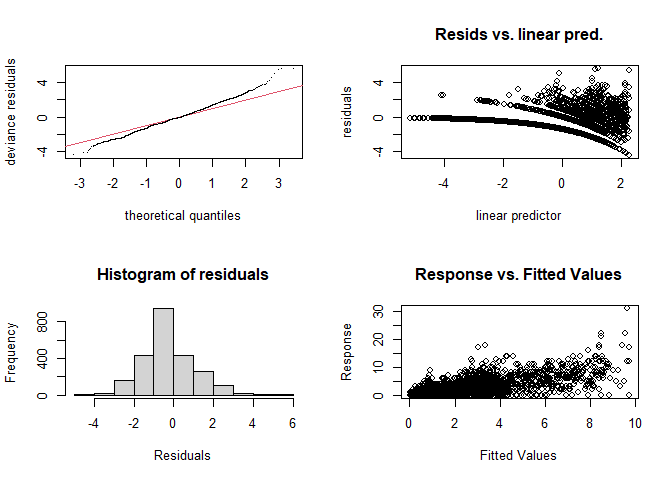 deviance residuals
-4 0 4
-3 -2 -1 0 1 2 3
theoretical quantiles
Resids vs. linear pred.
residuals
-4 0 4
-4 -2 0 2
linear predictor
Histogram of residuals
Frequency
0 400 800
-4 -2 0 2 4 6
Residuals
Response vs. Fitted Values
Response
0 10 20 30
0 2 4 6 8 10
Fitted Values